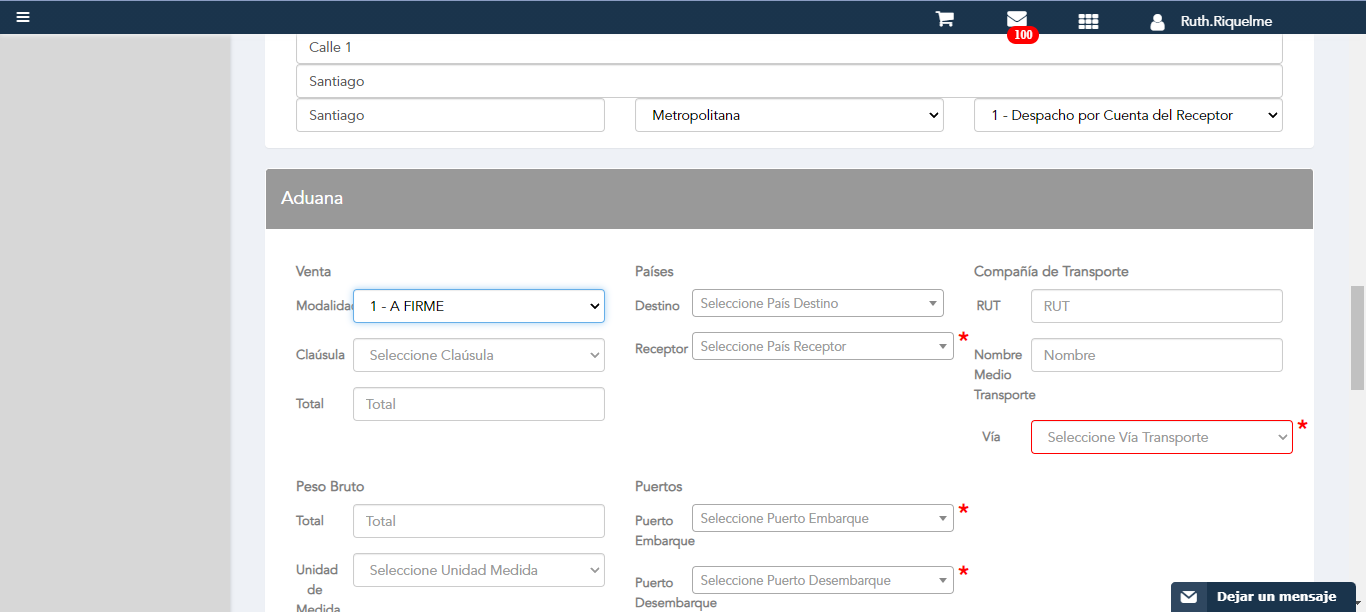 Ruth.Riquelme
100
Calle 1
Santiago
Santiago
Metropolitana
1 - Despacho por Cuenta del Receptor
Aduana
Venta
Países
Compañía de Transporte
Modalidad
1 - A FIRME
Destino
Seleccione País Destino
RUT
RUT
Receptor
Seleccione País Receptor
*
Claúsula
Seleccione Claúsula
Nombre
Medio
Transporte
Nombre
Total
Total
Vía
Seleccione Vía Transporte
*
Peso Bruto
Puertos
Total
Total
Puerto
Embarque
Seleccione Puerto Embarque
*
Unidad
de
Medida
Seleccione Unidad Medida
Puerto
Desembarque
Seleccione Puerto Desembarque
*
Dejar un mensaje